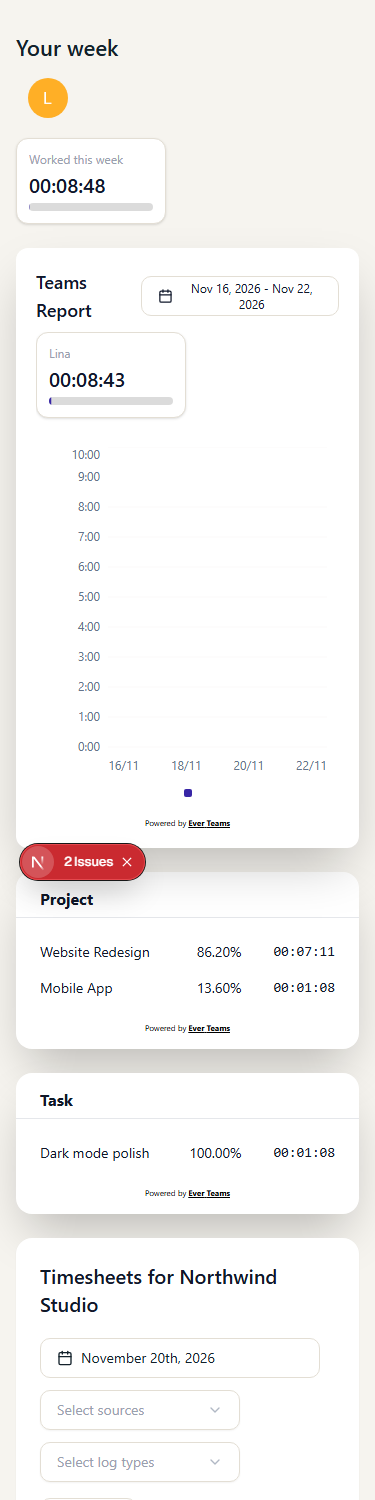 Your week
L
Worked this week
00:08:48
Teams
Report
Nov 16, 2026 - Nov 22,
2026
Lina
00:08:43
10:00
9:00
8:00
7:00
6:00
5:00
4:00
3:00
2:00
1:00
0:00
16/11 18/11 20/11 22/11
Powered by Ever Teams
N 2 Issues
Project
Website Redesign 86.20% 00:07:11
Mobile App 13.60% 00:01:08
Powered by Ever Teams
Task
Dark mode polish 100.00% 00:01:08
Powered by Ever Teams
Timesheets for Northwind
Studio
November 20th, 2026
Select sources
Select log types